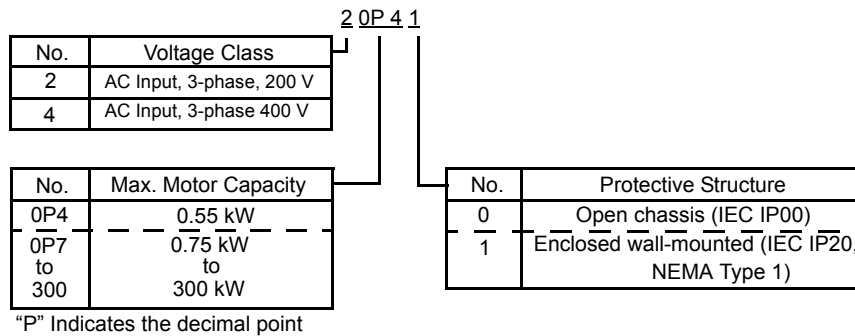 2 0P 4 1
No. Voltage Class
2 AC Input, 3-phase, 200 V
4 AC Input, 3-phase 400 V
No. Max. Motor Capacity
0P4 0.55 kW
0P7 0.75 kW
to to
300 300 kW
"P" Indicates the decimal point
No. Protective Structure
0 Open chassis (IEC IP00)
1 Enclosed wall-mounted (IEC IP20,
NEMA Type 1)